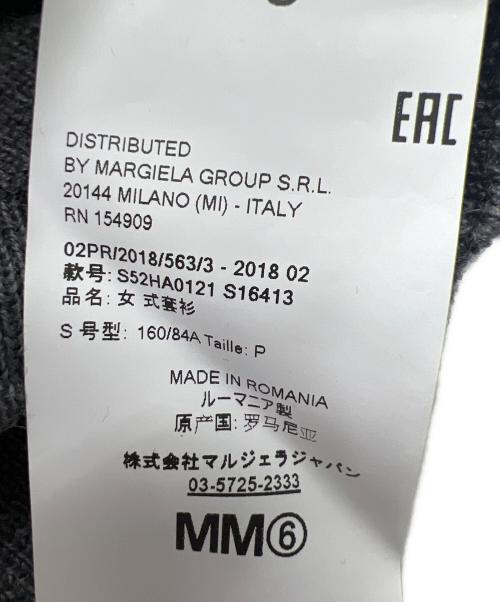 EAC
DISTRIBUTED
BY MARGIELA GROUP S.R.L.
20144 MILANO (MI) - ITALY
RN 154909
02PR/2018/563/3 - 2018 02
款号: S52HA0121 S16413
品名: 女 式套衫
S 号型: 160/84A Taille: P
MADE IN ROMANIA
ルーマニア製
原产国: 罗马尼亚
株式会社マルジェラジャパン
03-5725-2333
MM⑥